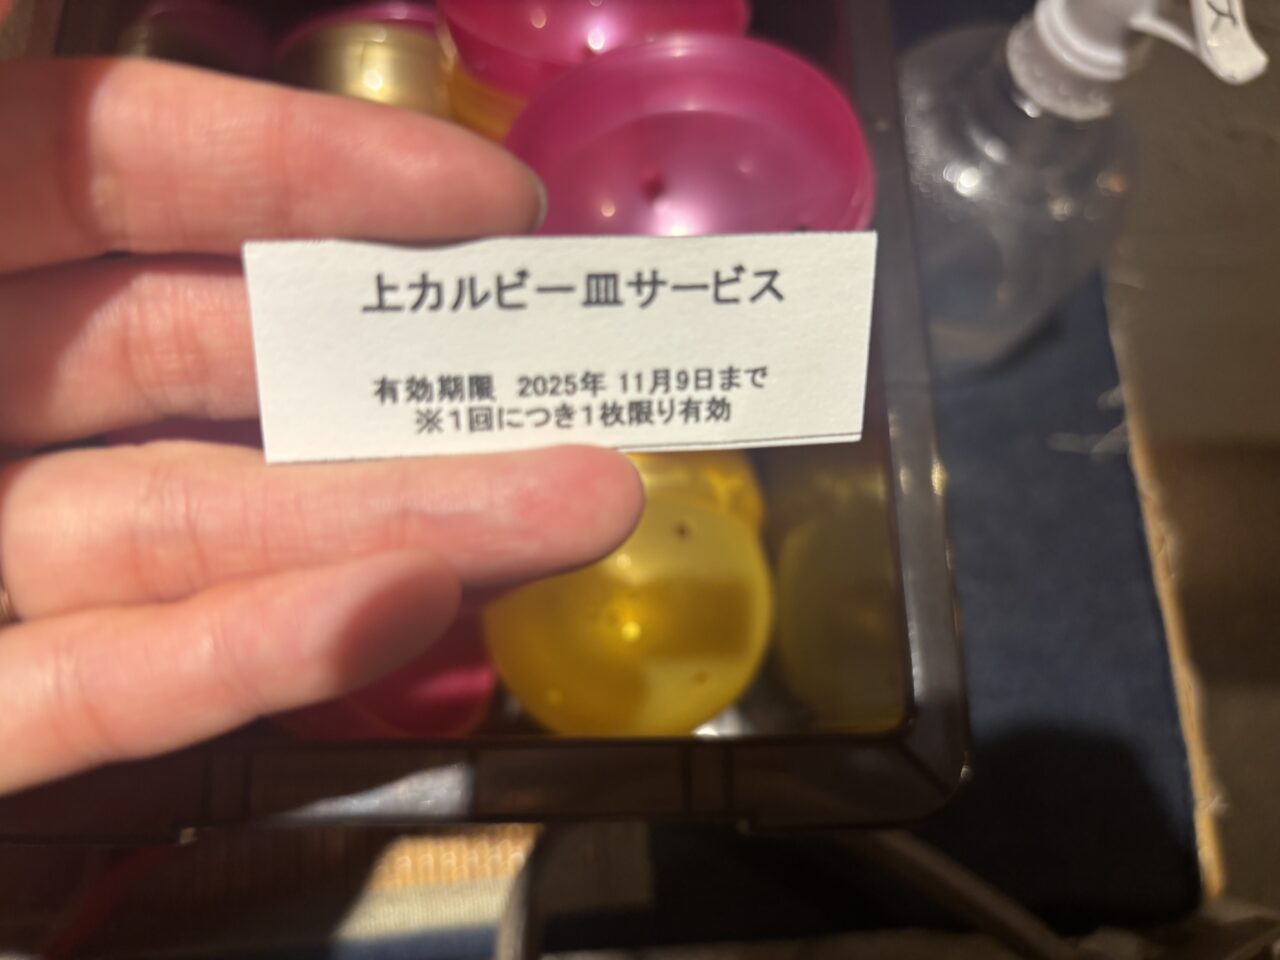 上カルビ一皿サービス
有効期限 2025年 11月9日まで
※1回につき1枚限り有効